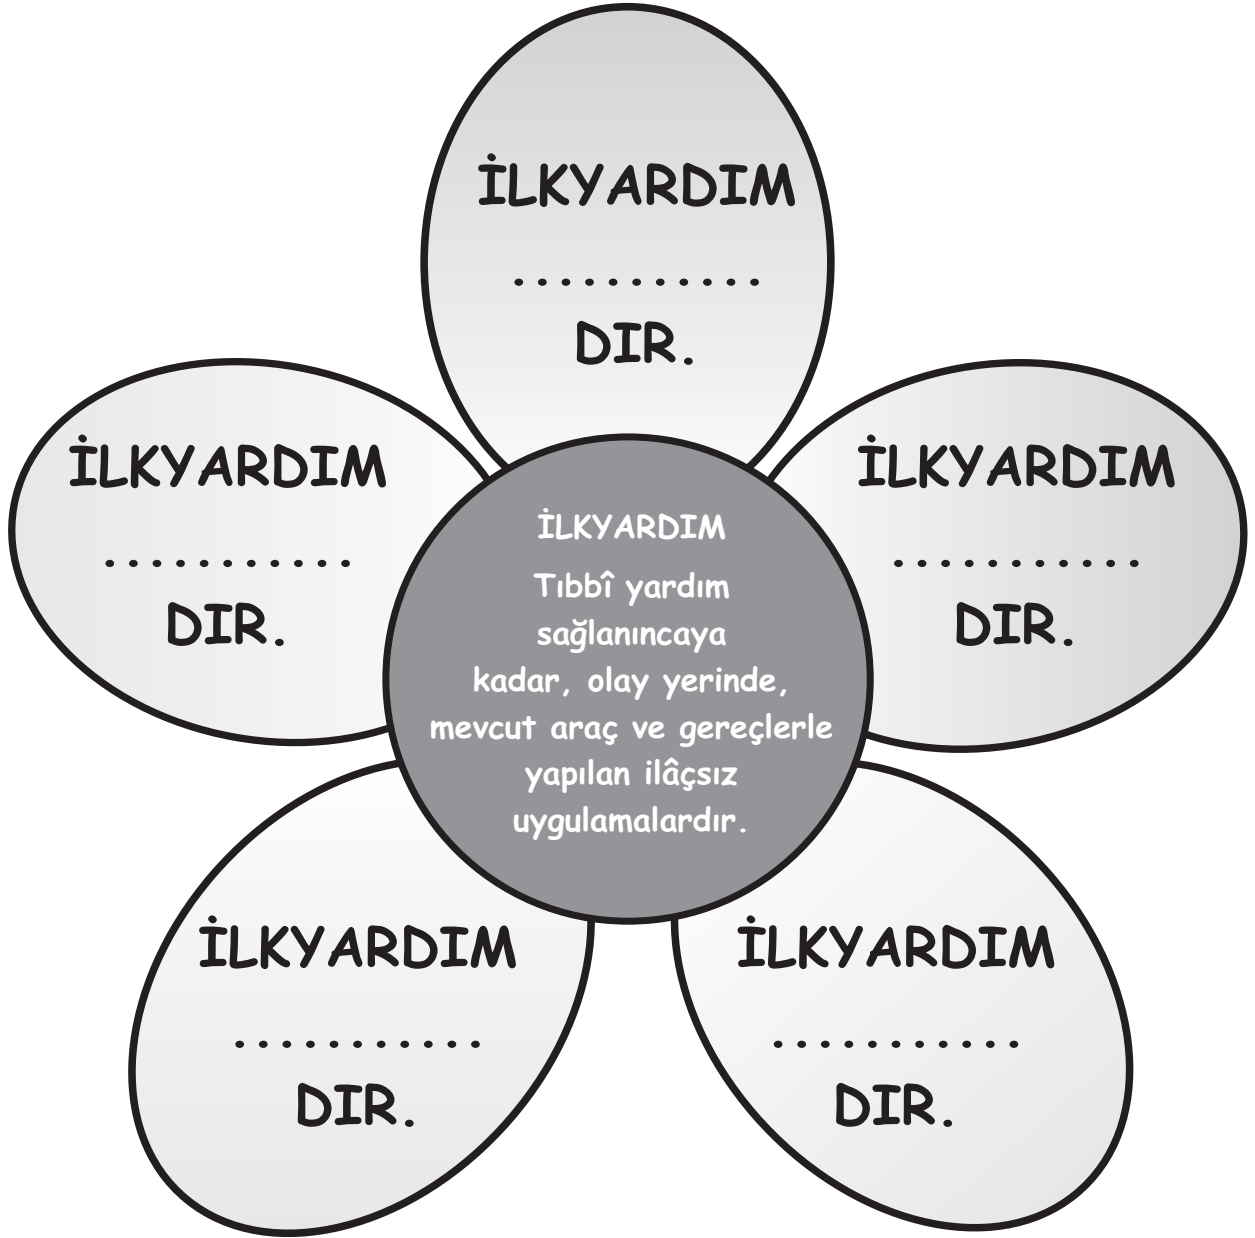 İLKYARDIM
...........
DIR.
İLKYARDIM
...........
DIR.
İLKYARDIM
...........
DIR.
İLKYARDIM
Tıbbî yardım
sağlanıncaya
kadar, olay yerinde,
mevcut araç ve gereçlerle
yapılan ilâçsız
uygulamalardır.
İLKYARDIM
...........
DIR.
İLKYARDIM
...........
DIR.